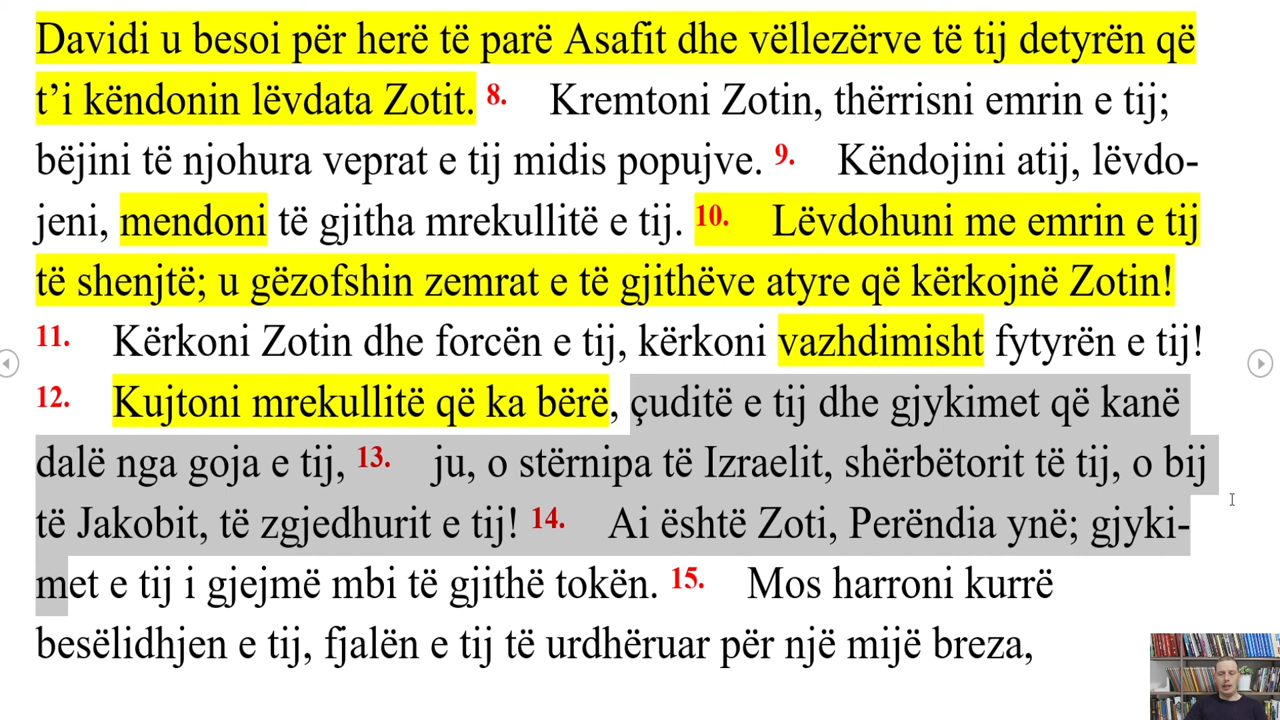 Davidi u besoi për herë të parë Asafit dhe vëllezërve të tij detyrën që
t’i këndonin lëvdata Zotit. 8. Kremtoni Zotin, thërrisni emrin e tij;
bëjini të njohura veprat e tij midis popujve. 9. Këndojini atij, lëvdo-
jeni, mendoni të gjitha mrekullitë e tij. 10. Lëvdohuni me emrin e tij
të shenjtë; u gëzofshin zemrat e të gjithëve atyre që kërkojnë Zotin!
11. Kërkoni Zotin dhe forcën e tij, kërkoni vazhdimisht fytyrën e tij!
12. Kujtoni mrekullitë që ka bërë, çuditë e tij dhe gjykimet që kanë
dalë nga goja e tij, 13. ju, o stërnipa të Izraelit, shërbëtorit të tij, o bij
të Jakobit, të zgjedhurit e tij! 14. Ai është Zoti, Perëndia ynë; gjyki-
met e tij i gjejmë mbi të gjithë tokën. 15. Mos harroni kurrë
besëlidhjen e tij, fjalën e tij të urdhëruar për një mijë breza,